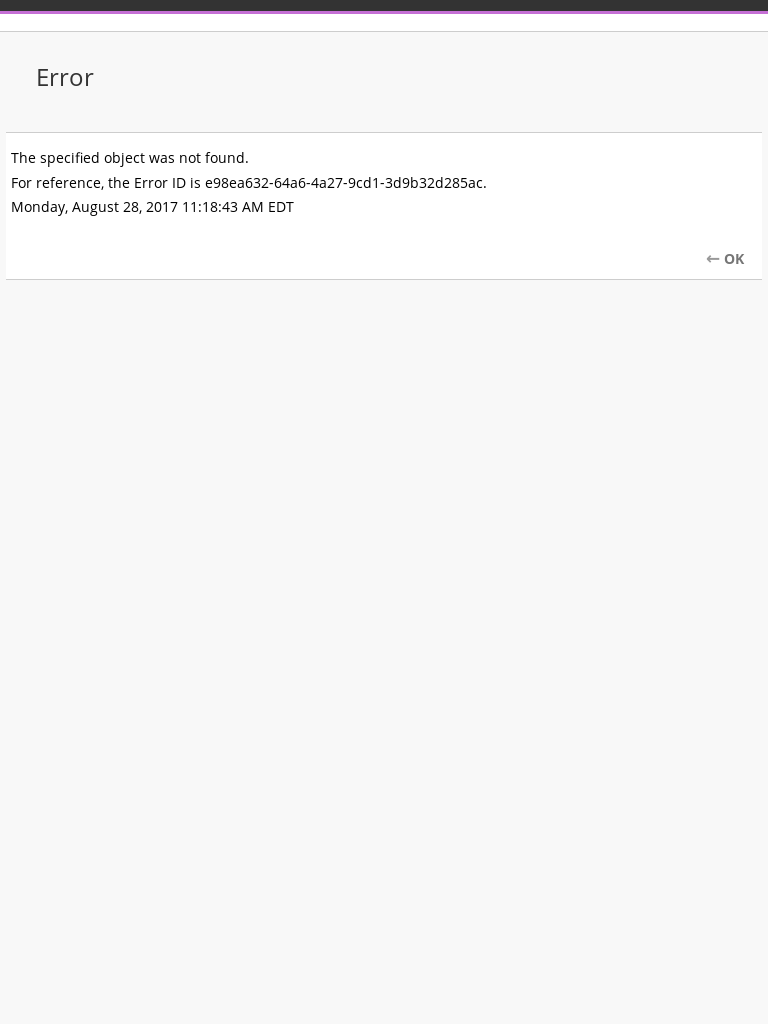 Error
The specified object was not found.
For reference, the Error ID is e98ea632-64a6-4a27-9cd1-3d9b32d285ac.
Monday, August 28, 2017 11:18:43 AM EDT
← OK